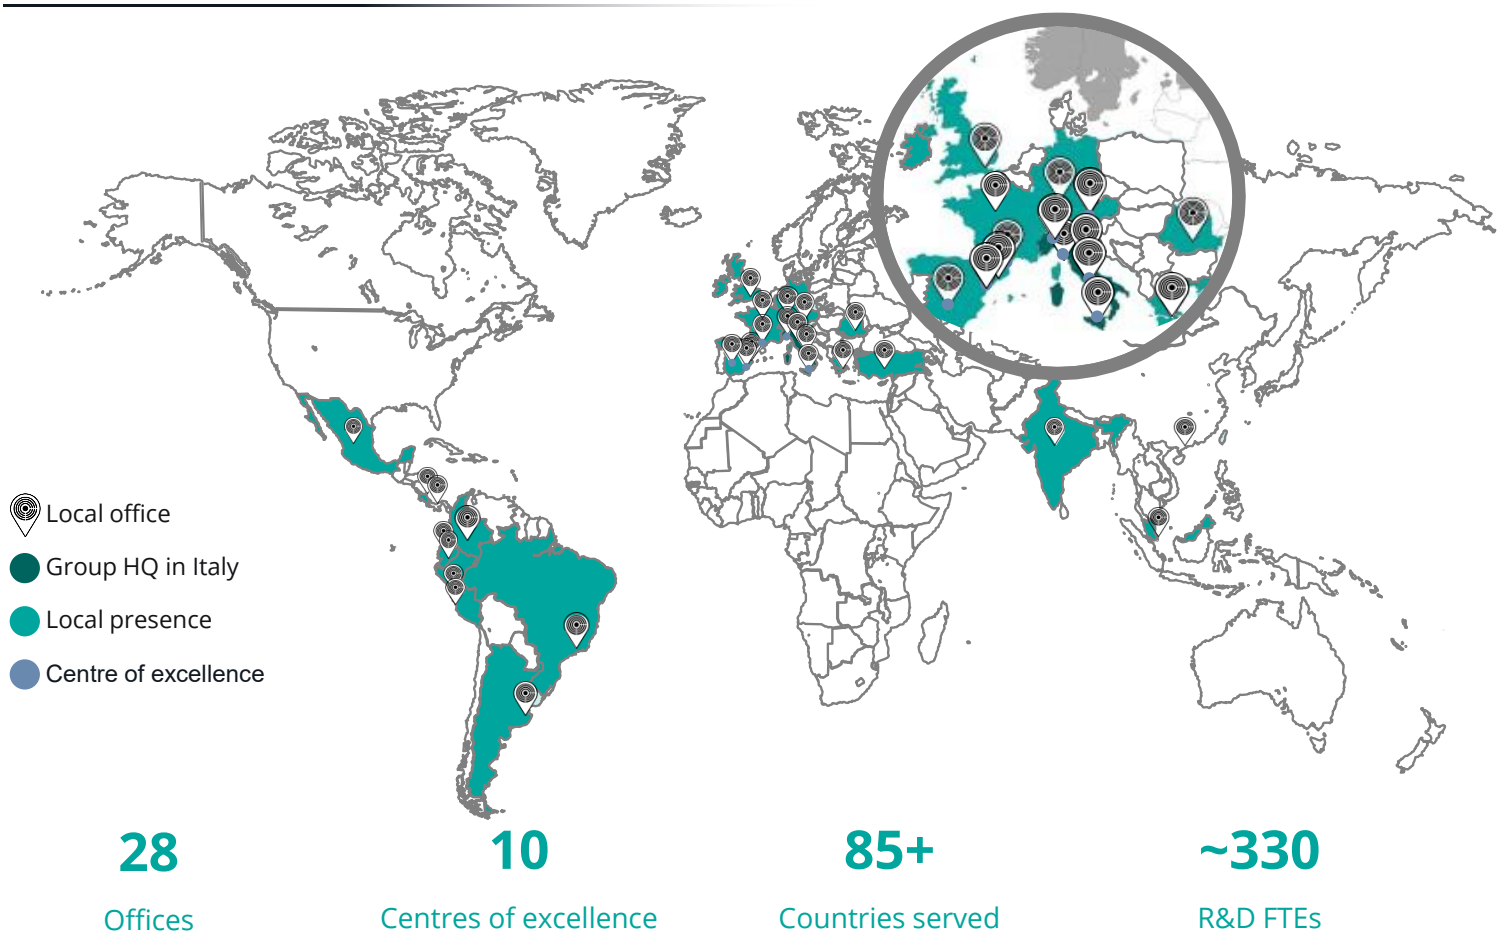 Local office
Group HQ in Italy
Local presence
Centre of excellence
28
10
85+
~330
Offices
Centres of excellence
Countries served
R&D FTEs